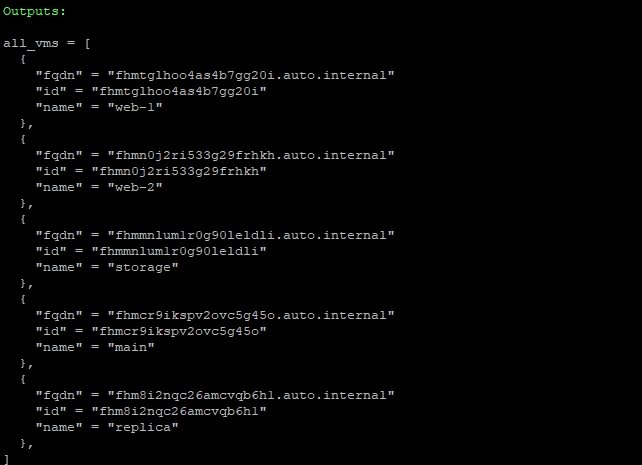 Outputs:
all_vms = [
  {
    "fqdn" = "fhmtglhoo4as4b7gg20i.auto.internal"
    "id" = "fhmtglhoo4as4b7gg20i"
    "name" = "web-1"
  },
  {
    "fqdn" = "fhmn0j2ri533g29frhkh.auto.internal"
    "id" = "fhmn0j2ri533g29frhkh"
    "name" = "web-2"
  },
  {
    "fqdn" = "fhmmnlum1r0g90leldli.auto.internal"
    "id" = "fhmmnlum1r0g90leldli"
    "name" = "storage"
  },
  {
    "fqdn" = "fhmcr9ikspv2ovc5g45o.auto.internal"
    "id" = "fhmcr9ikspv2ovc5g45o"
    "name" = "main"
  },
  {
    "fqdn" = "fhm8i2nqc26amcvqb6h1.auto.internal"
    "id" = "fhm8i2nqc26amcvqb6h1"
    "name" = "replica"
  },
]